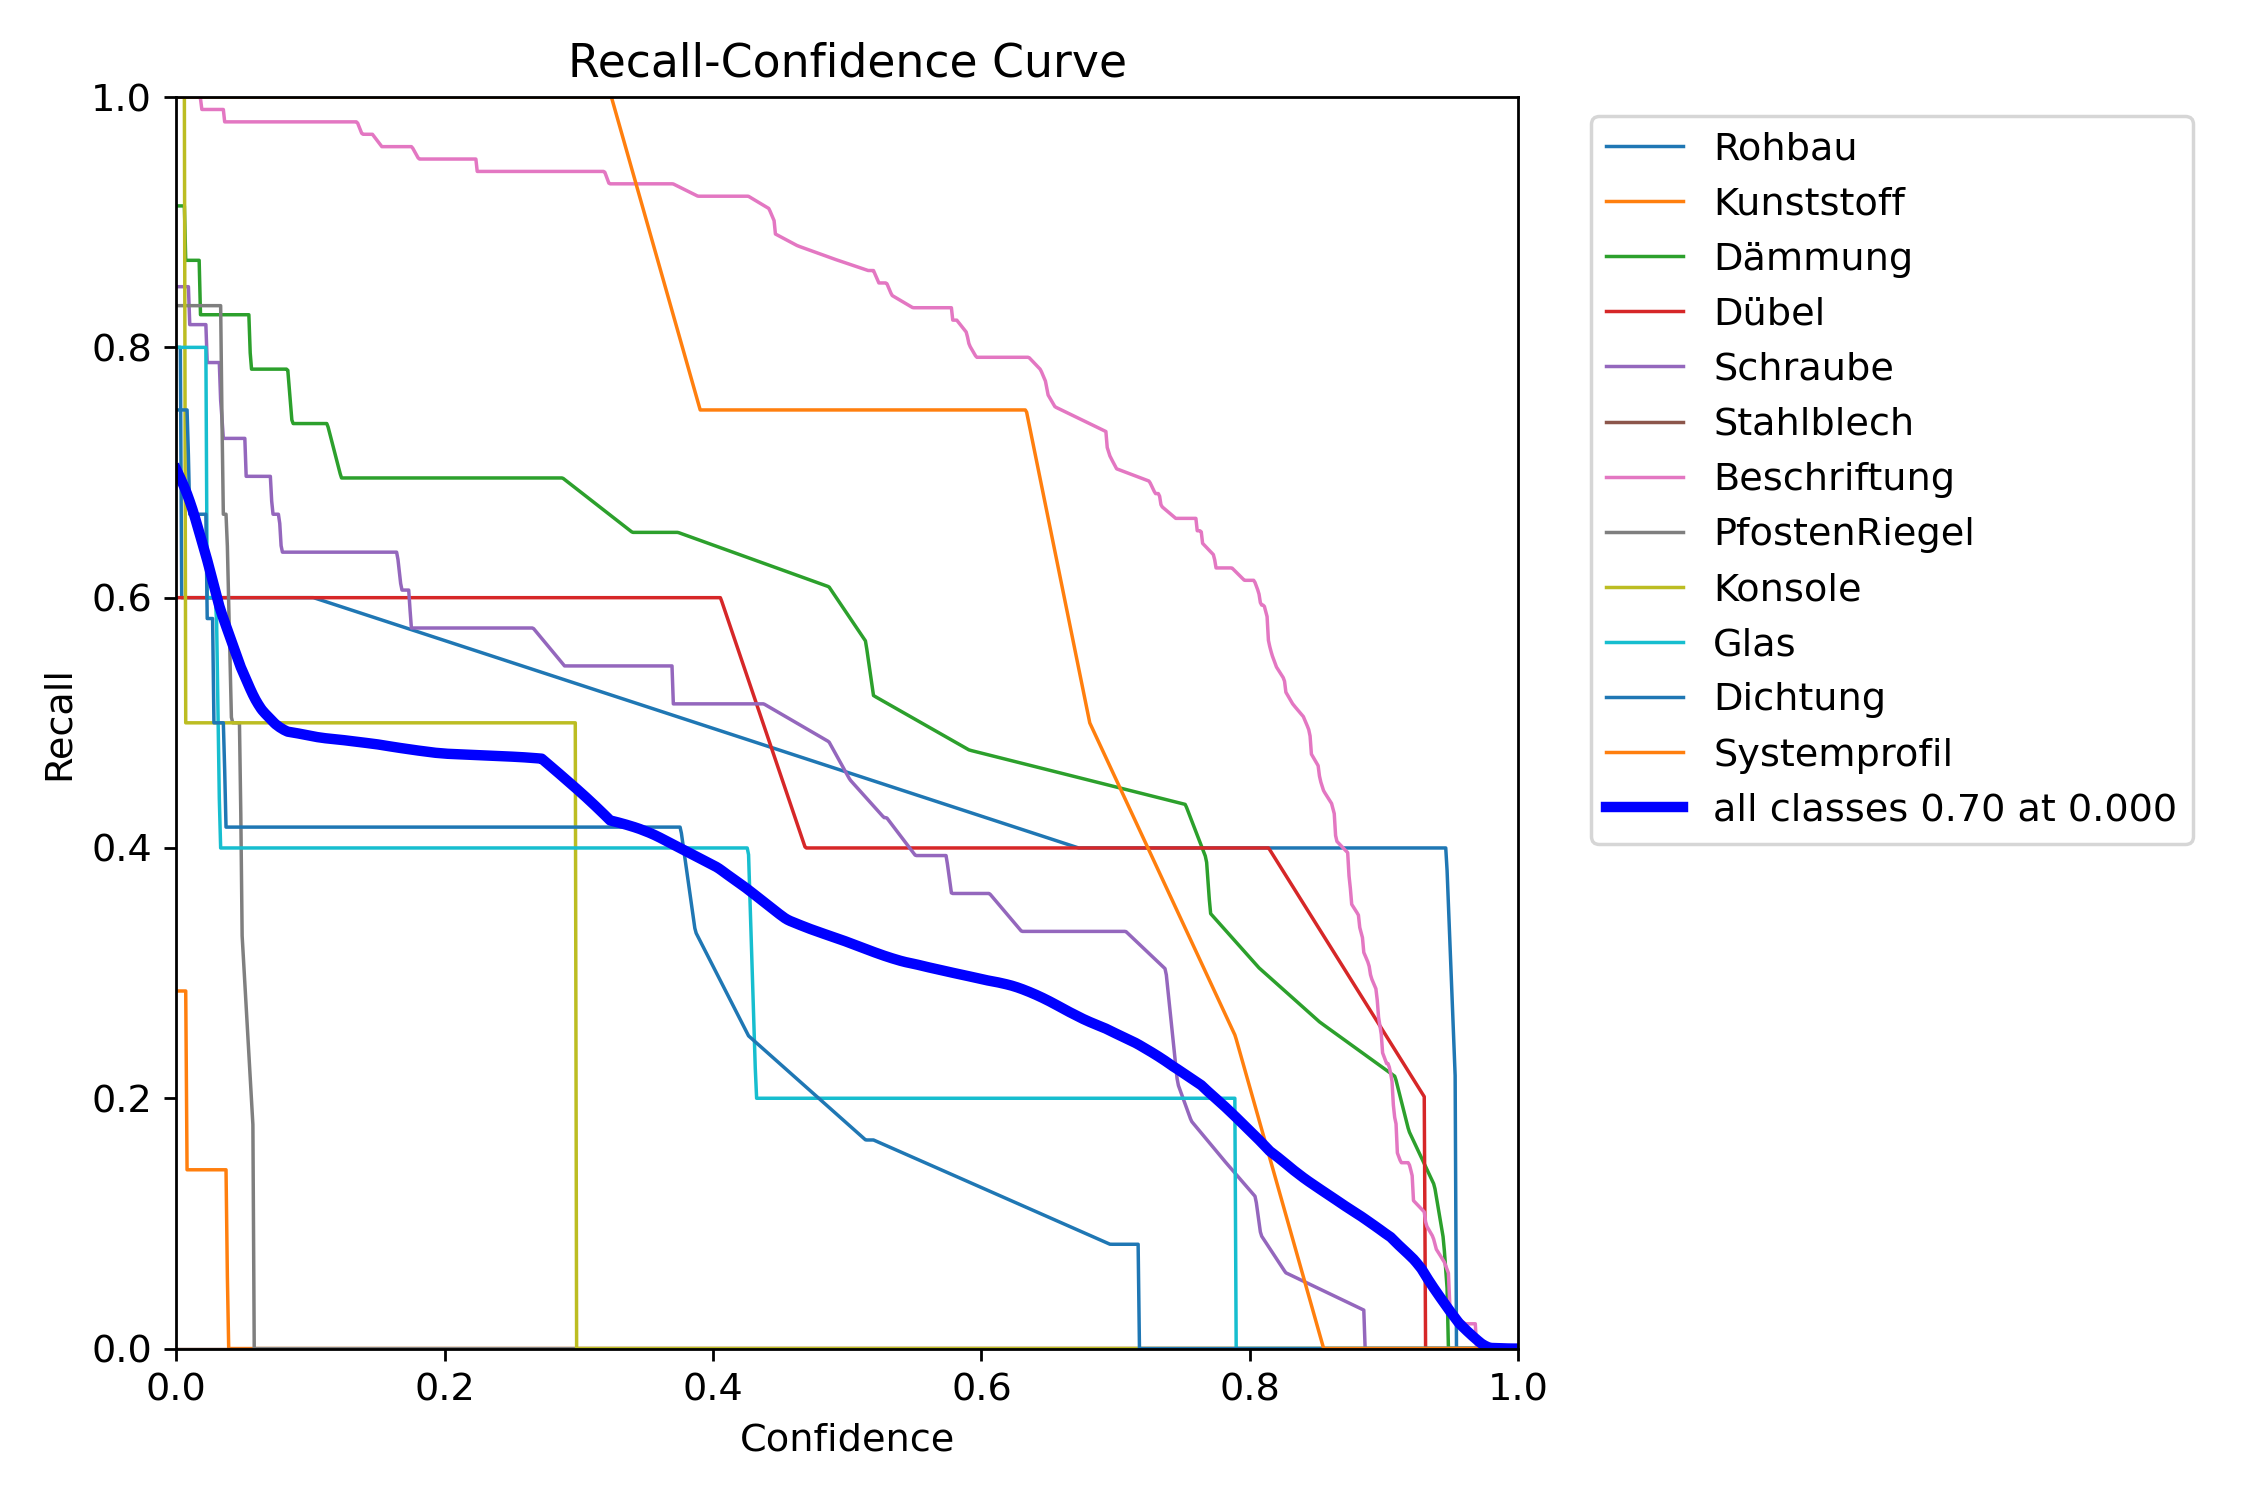 Recall-Confidence Curve
1.0
0.8
0.6
0.4
0.2
0.0
Recall
0.0 0.2 0.4 0.6 0.8 1.0
Confidence
Rohbau
Kunststoff
Dämmung
Dübel
Schraube
Stahlblech
Beschriftung
PfostenRiegel
Konsole
Glas
Dichtung
Systemprofil
all classes 0.70 at 0.000